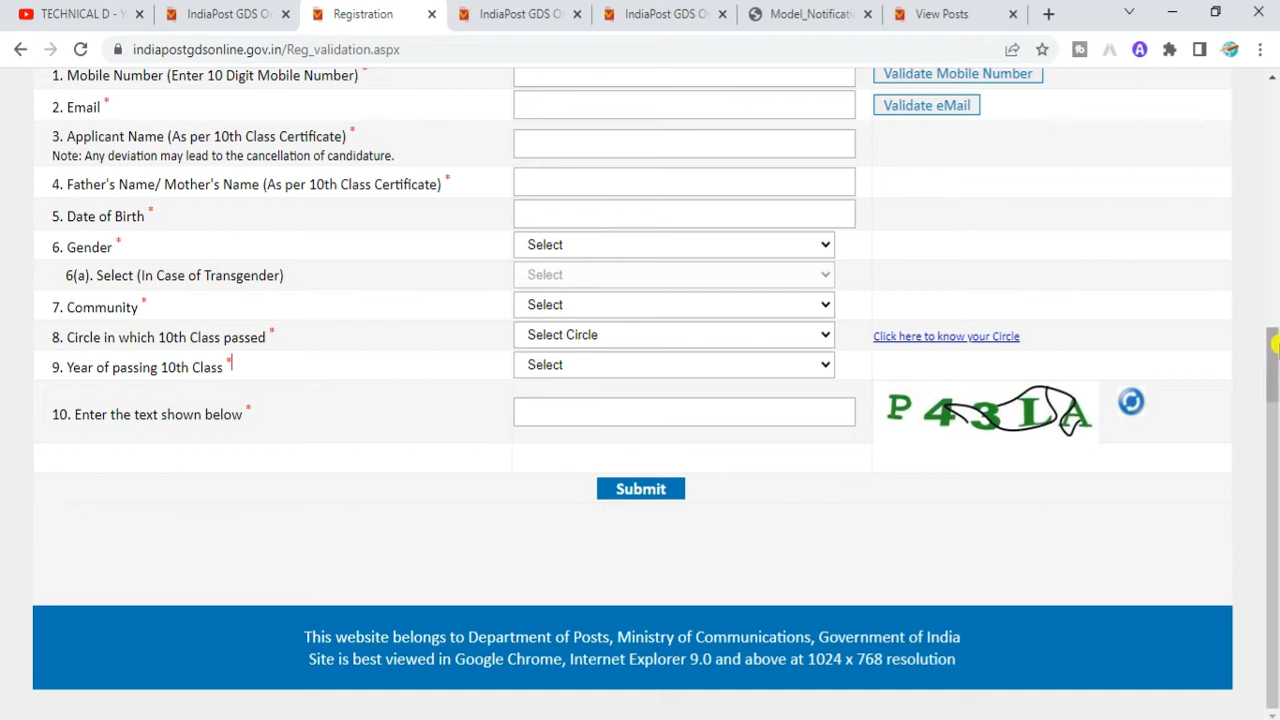 TECHNICAL D - Y
IndiaPost GDS O
Registration
IndiaPost GDS O
IndiaPost GDS O
Model_Notificati
View Posts
indiapostgdsonline.gov.in/Reg_validation.aspx
1. Mobile Number (Enter 10 Digit Mobile Number) *
Validate Mobile Number
2. Email *
Validate eMail
3. Applicant Name (As per 10th Class Certificate) *
Note: Any deviation may lead to the cancellation of candidature.
4. Father's Name/ Mother's Name (As per 10th Class Certificate) *
5. Date of Birth *
6. Gender *
Select
6(a). Select (In Case of Transgender)
Select
7. Community *
Select
8. Circle in which 10th Class passed *
Select Circle
Click here to know your Circle
9. Year of passing 10th Class *
Select
10. Enter the text shown below *
P43LA
Submit
This website belongs to Department of Posts, Ministry of Communications, Government of India
Site is best viewed in Google Chrome, Internet Explorer 9.0 and above at 1024 x 768 resolution